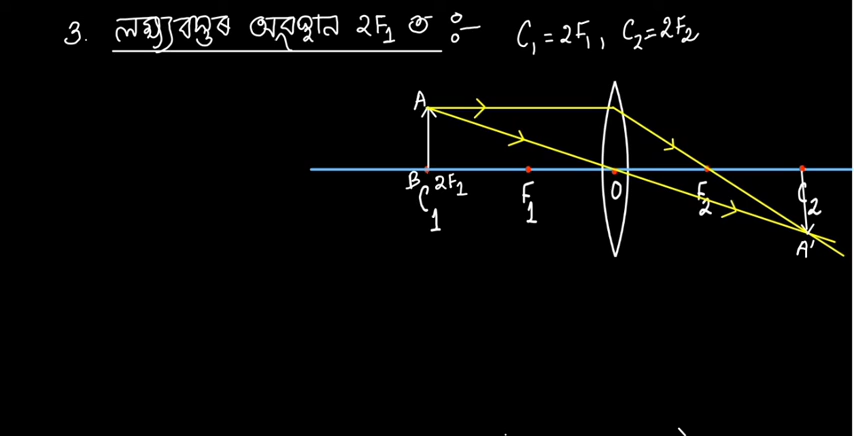 3. লক্ষ্যবস্তুৰ অৱস্থান 2F₁ ত ঃ— C₁ = 2F₁, C₂ = 2F₂
A
B C₁ 2F₁ F₁ O F₂ C₂
A'